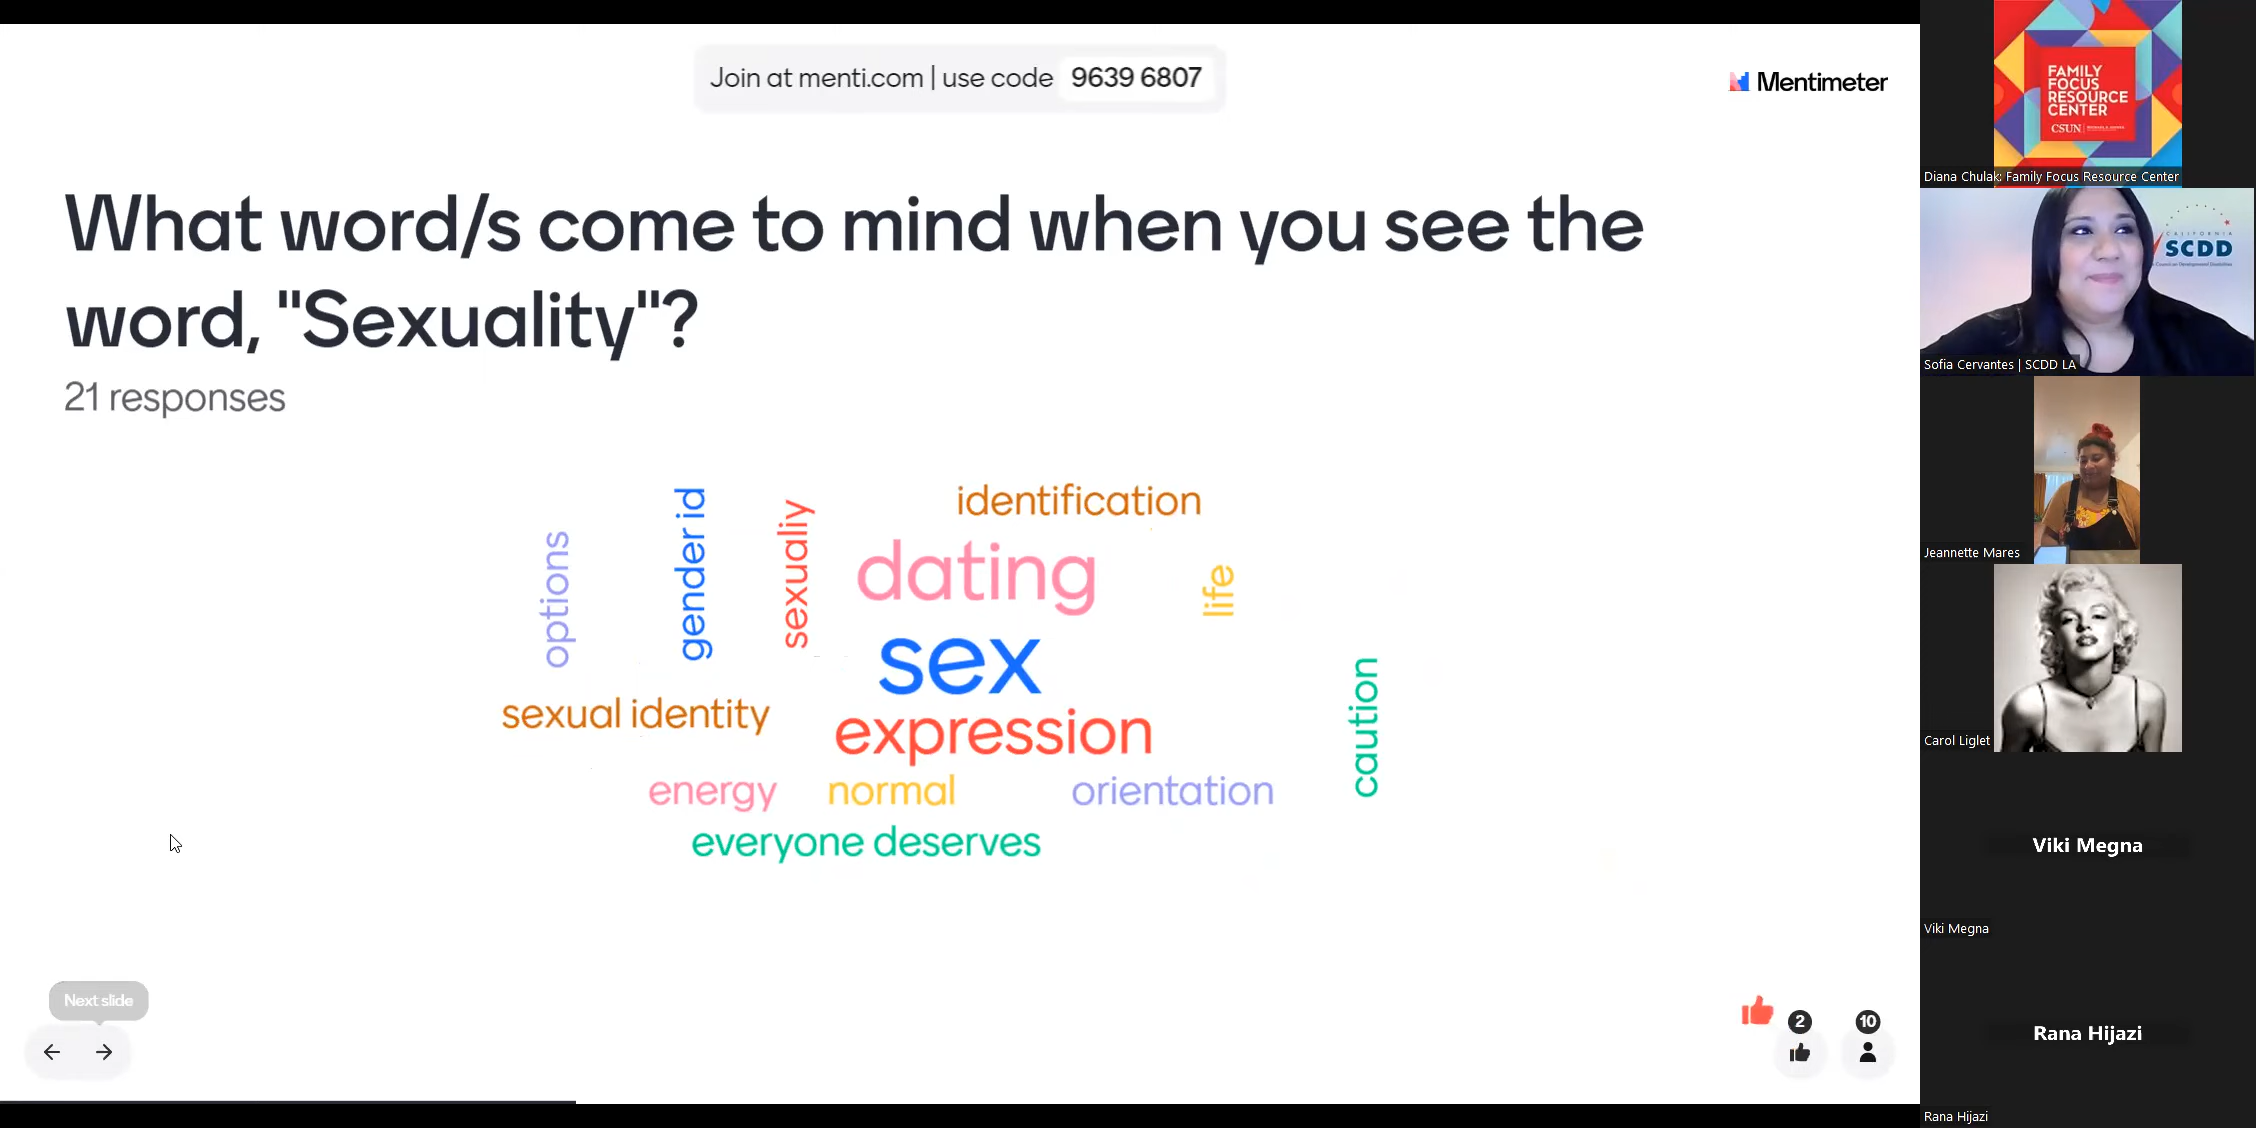 Join at menti.com | use code 9639 6807
Mentimeter
What word/s come to mind when you see the
word, "Sexuality"?
21 responses
identification
options
gender id
sexualiy
dating
life
sex
sexual identity
expression
caution
energy
normal
orientation
everyone deserves
Next slide
2
10
FAMILY
FOCUS
RESOURCE
CENTER
CSUN
Diana Chulak: Family Focus Resource Center
CALIFORNIA
SCDD
Sofia Cervantes | SCDD LA
Jeannette Mares
Carol Liglet
Viki Megna
Viki Megna
Rana Hijazi
Rana Hijazi